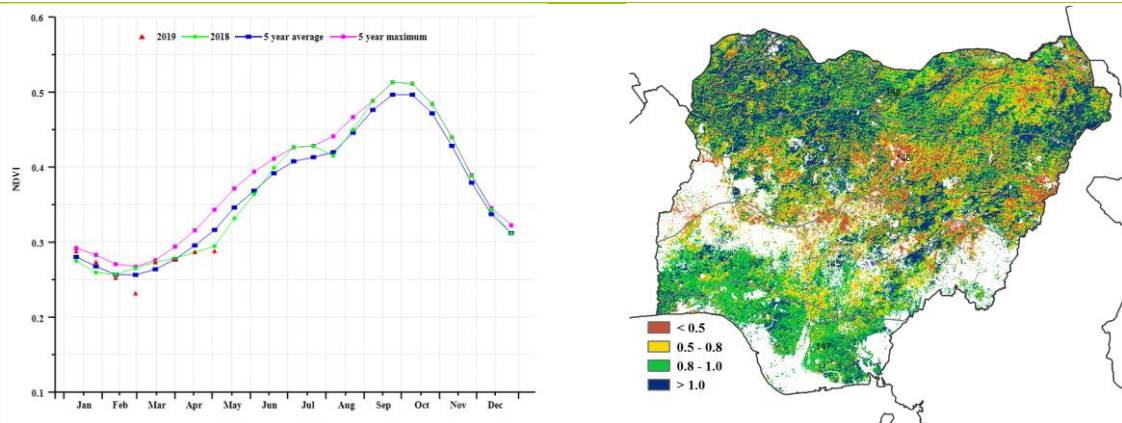 0.6
2019 2018 5 year average 5 year maximum
0.5
0.4
NDVI
0.3
0.2
0.1
Jan Feb Mar Apr May Jun Jul Aug Sep Oct Nov Dec
< 0.5
0.5 - 0.8
0.8 - 1.0
> 1.0